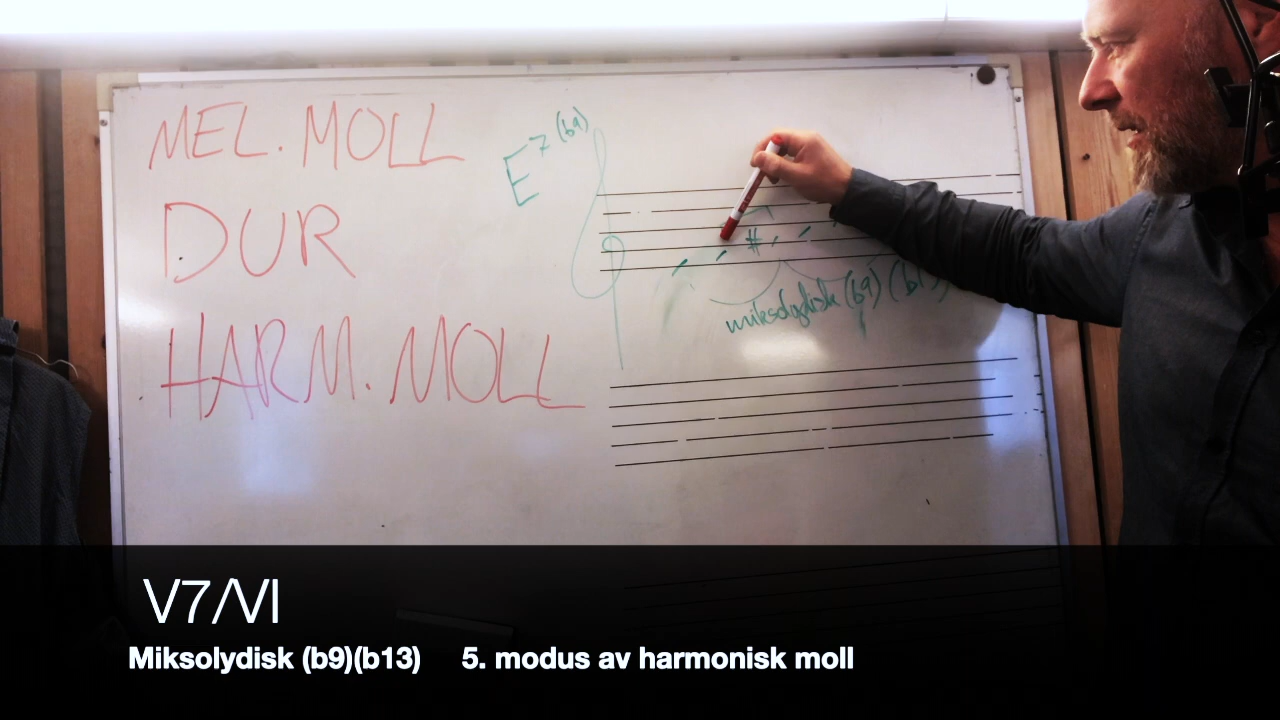 MEL. MOLL
DUR
HARM. MOLL
E7(b9)
miksolydisk (b9) (b13)
V7/VI
Miksolydisk (b9)(b13) 5. modus av harmonisk moll